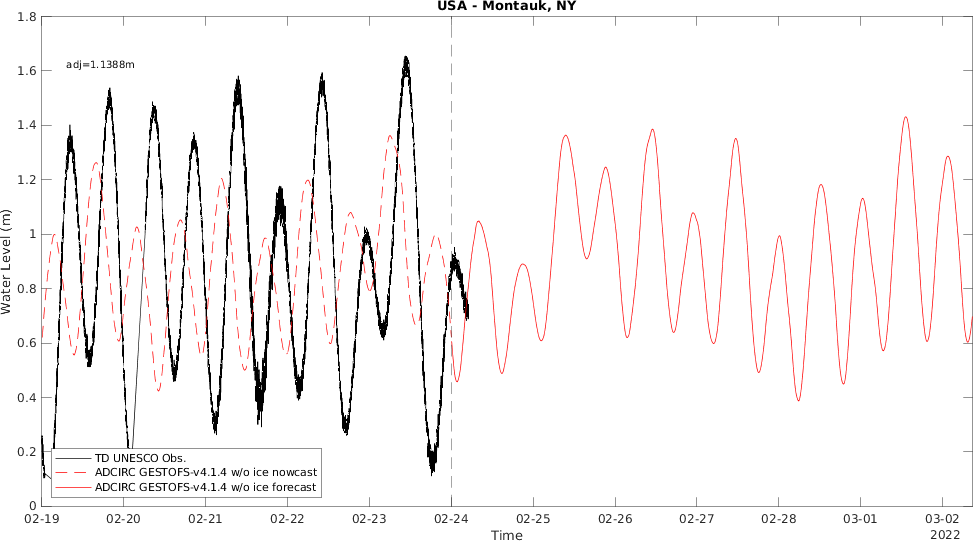 USA - Montauk, NY
1.8
1.6
1.4
1.2
1
0.8
0.6
0.4
0.2
0
Water Level (m)
adj=1.1388m
TD UNESCO Obs.
ADCIRC GESTOFS-v4.1.4 w/o ice nowcast
ADCIRC GESTOFS-v4.1.4 w/o ice forecast
02-19 02-20 02-21 02-22 02-23 02-24 02-25 02-26 02-27 02-28 03-01 03-02
Time 2022